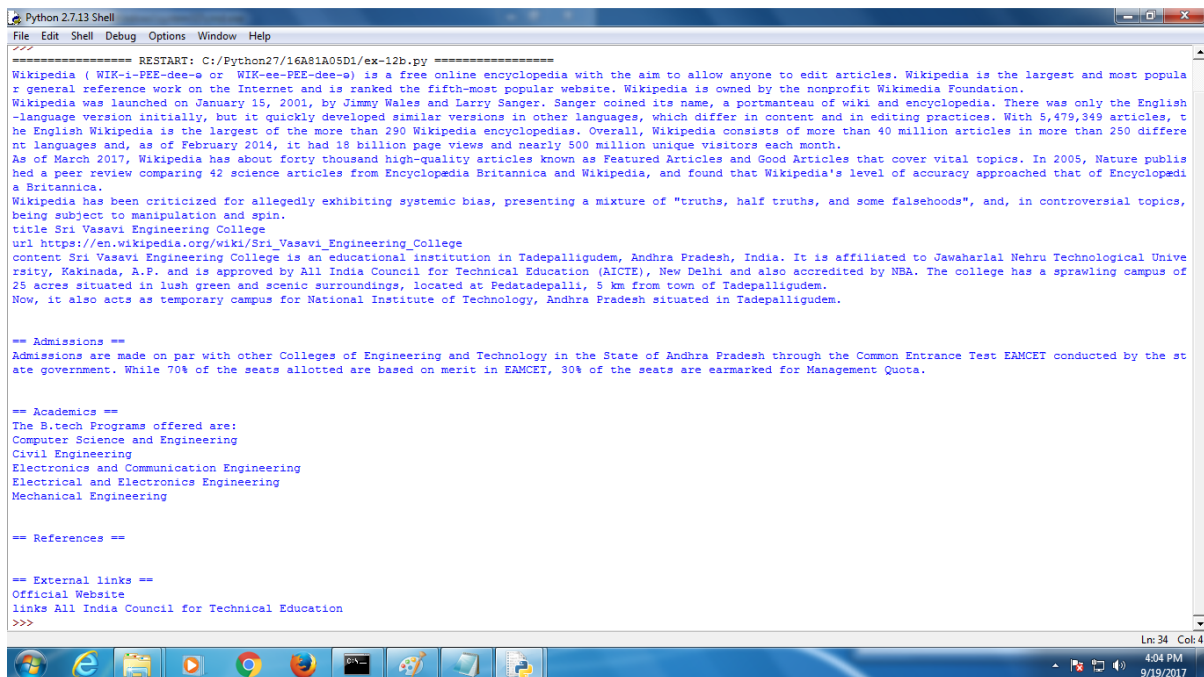 Python 2.7.13 Shell
File Edit Shell Debug Options Window Help
>>>
================= RESTART: C:/Python27/16A81A05D1/ex-12b.py =================
Wikipedia ( WIK-i-PEE-dee-ə or  WIK-ee-PEE-dee-ə) is a free online encyclopedia with the aim to allow anyone to edit articles. Wikipedia is the largest and most popula
r general reference work on the Internet and is ranked the fifth-most popular website. Wikipedia is owned by the nonprofit Wikimedia Foundation.
Wikipedia was launched on January 15, 2001, by Jimmy Wales and Larry Sanger. Sanger coined its name, a portmanteau of wiki and encyclopedia. There was only the English
-language version initially, but it quickly developed similar versions in other languages, which differ in content and in editing practices. With 5,479,349 articles, t
he English Wikipedia is the largest of the more than 290 Wikipedia encyclopedias. Overall, Wikipedia consists of more than 40 million articles in more than 250 differe
nt languages and, as of February 2014, it had 18 billion page views and nearly 500 million unique visitors each month.
As of March 2017, Wikipedia has about forty thousand high-quality articles known as Featured Articles and Good Articles that cover vital topics. In 2005, Nature publis
hed a peer review comparing 42 science articles from Encyclopædia Britannica and Wikipedia, and found that Wikipedia's level of accuracy approached that of Encyclopædi
a Britannica.
Wikipedia has been criticized for allegedly exhibiting systemic bias, presenting a mixture of "truths, half truths, and some falsehoods", and, in controversial topics,
being subject to manipulation and spin.
title Sri Vasavi Engineering College
url https://en.wikipedia.org/wiki/Sri_Vasavi_Engineering_College
content Sri Vasavi Engineering College is an educational institution in Tadepalligudem, Andhra Pradesh, India. It is affiliated to Jawaharlal Nehru Technological Unive
rsity, Kakinada, A.P. and is approved by All India Council for Technical Education (AICTE), New Delhi and also accredited by NBA. The college has a sprawling campus of
25 acres situated in lush green and scenic surroundings, located at Pedatadepalli, 5 km from town of Tadepalligudem.
Now, it also acts as temporary campus for National Institute of Technology, Andhra Pradesh situated in Tadepalligudem.
== Admissions ==
Admissions are made on par with other Colleges of Engineering and Technology in the State of Andhra Pradesh through the Common Entrance Test EAMCET conducted by the st
ate government. While 70% of the seats allotted are based on merit in EAMCET, 30% of the seats are earmarked for Management Quota.
== Academics ==
The B.tech Programs offered are:
Computer Science and Engineering
Civil Engineering
Electronics and Communication Engineering
Electrical and Electronics Engineering
Mechanical Engineering
== References ==
== External links ==
Official Website
links All India Council for Technical Education
>>>
Ln: 34 Col: 4
4:04 PM
9/19/2017